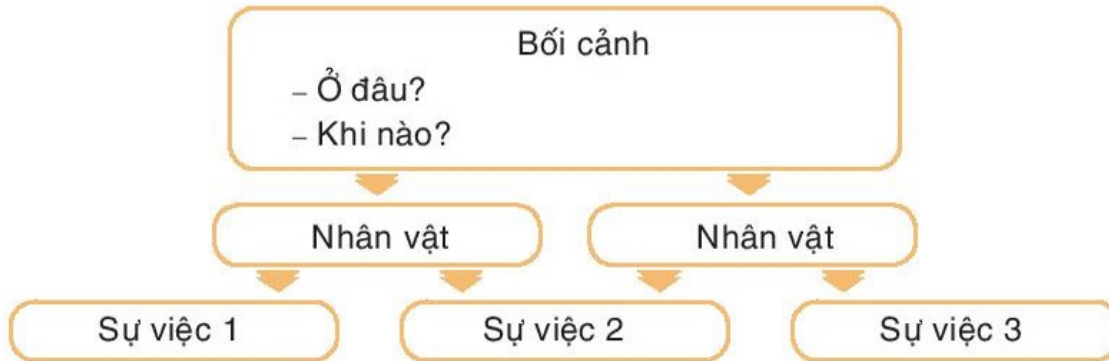 Bối cảnh
– Ở đâu?
– Khi nào?
Nhân vật
Nhân vật
Sự việc 1
Sự việc 2
Sự việc 3